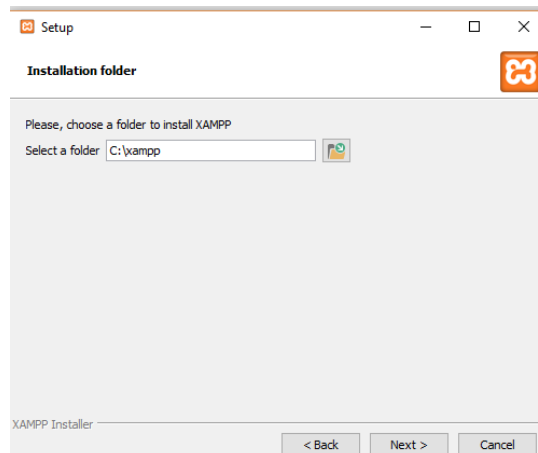 Setup
Installation folder
Please, choose a folder to install XAMPP
Select a folder C:\xampp
XAMPP Installer
< Back Next > Cancel